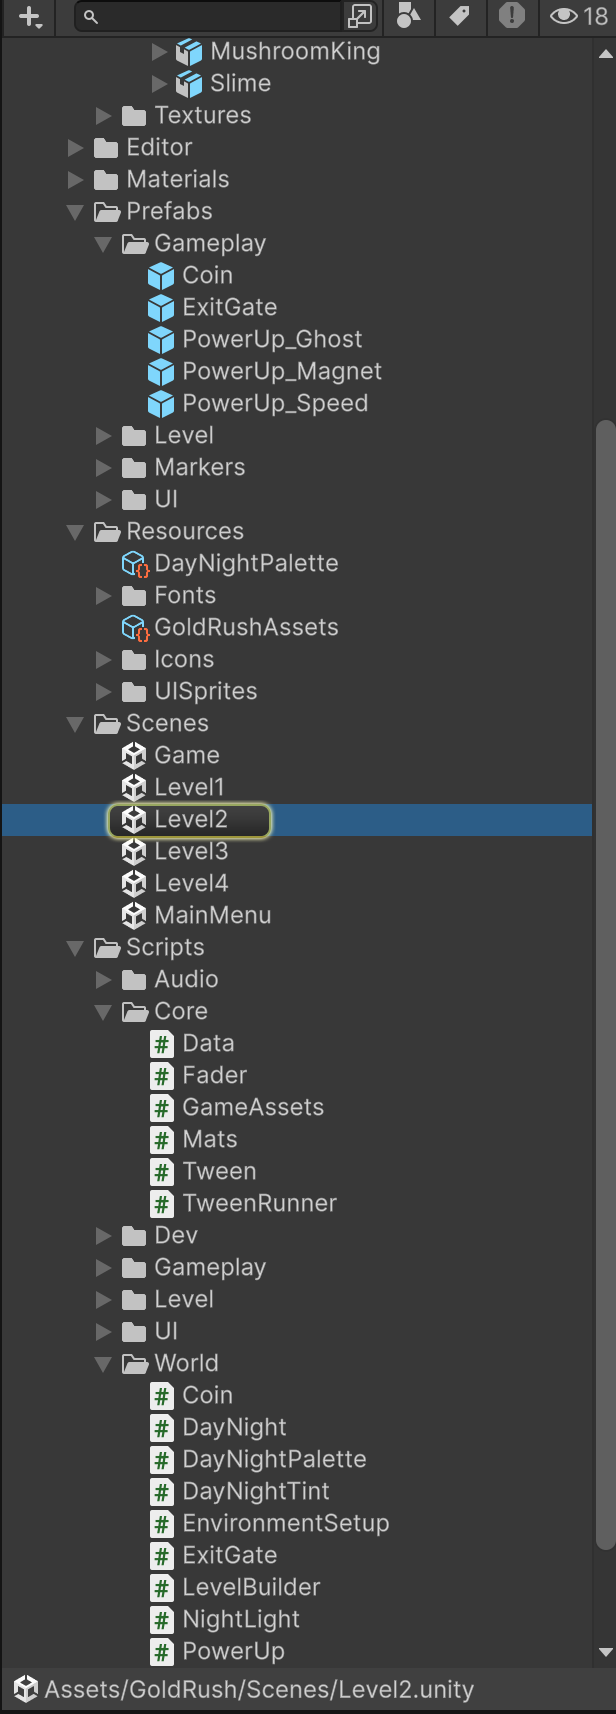 18
MushroomKing
Slime
Textures
Editor
Materials
Prefabs
Gameplay
Coin
ExitGate
PowerUp_Ghost
PowerUp_Magnet
PowerUp_Speed
Level
Markers
UI
Resources
DayNightPalette
Fonts
GoldRushAssets
Icons
UISprites
Scenes
Game
Level1
Level2
Level3
Level4
MainMenu
Scripts
Audio
Core
Data
Fader
GameAssets
Mats
Tween
TweenRunner
Dev
Gameplay
Level
UI
World
Coin
DayNight
DayNightPalette
DayNightTint
EnvironmentSetup
ExitGate
LevelBuilder
NightLight
PowerUp
Assets/GoldRush/Scenes/Level2.unity